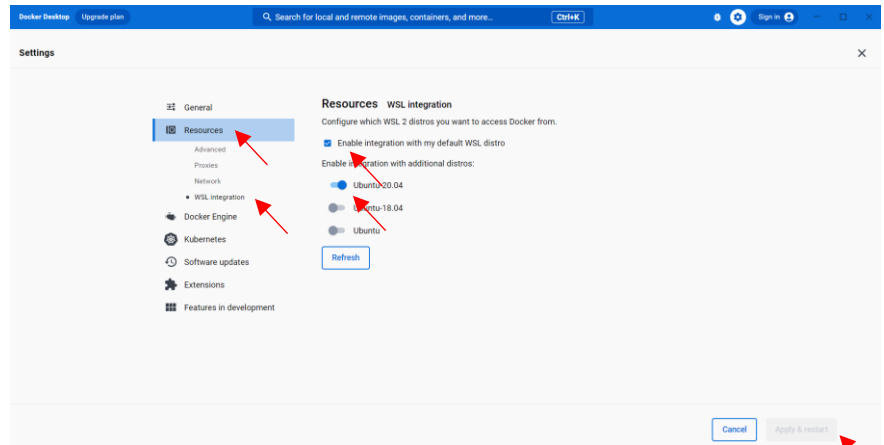 Docker Desktop Upgrade plan Search for local and remote images, containers, and more... Ctrl+K Sign in
Settings
General
Resources
Advanced
Proxies
Network
WSL integration
Docker Engine
Kubernetes
Software updates
Extensions
Features in development
Resources WSL integration
Configure which WSL 2 distros you want to access Docker from.
Enable integration with my default WSL distro
Enable integration with additional distros:
Ubuntu-20.04
Ubuntu-18.04
Ubuntu
Refresh
Cancel Apply & restart